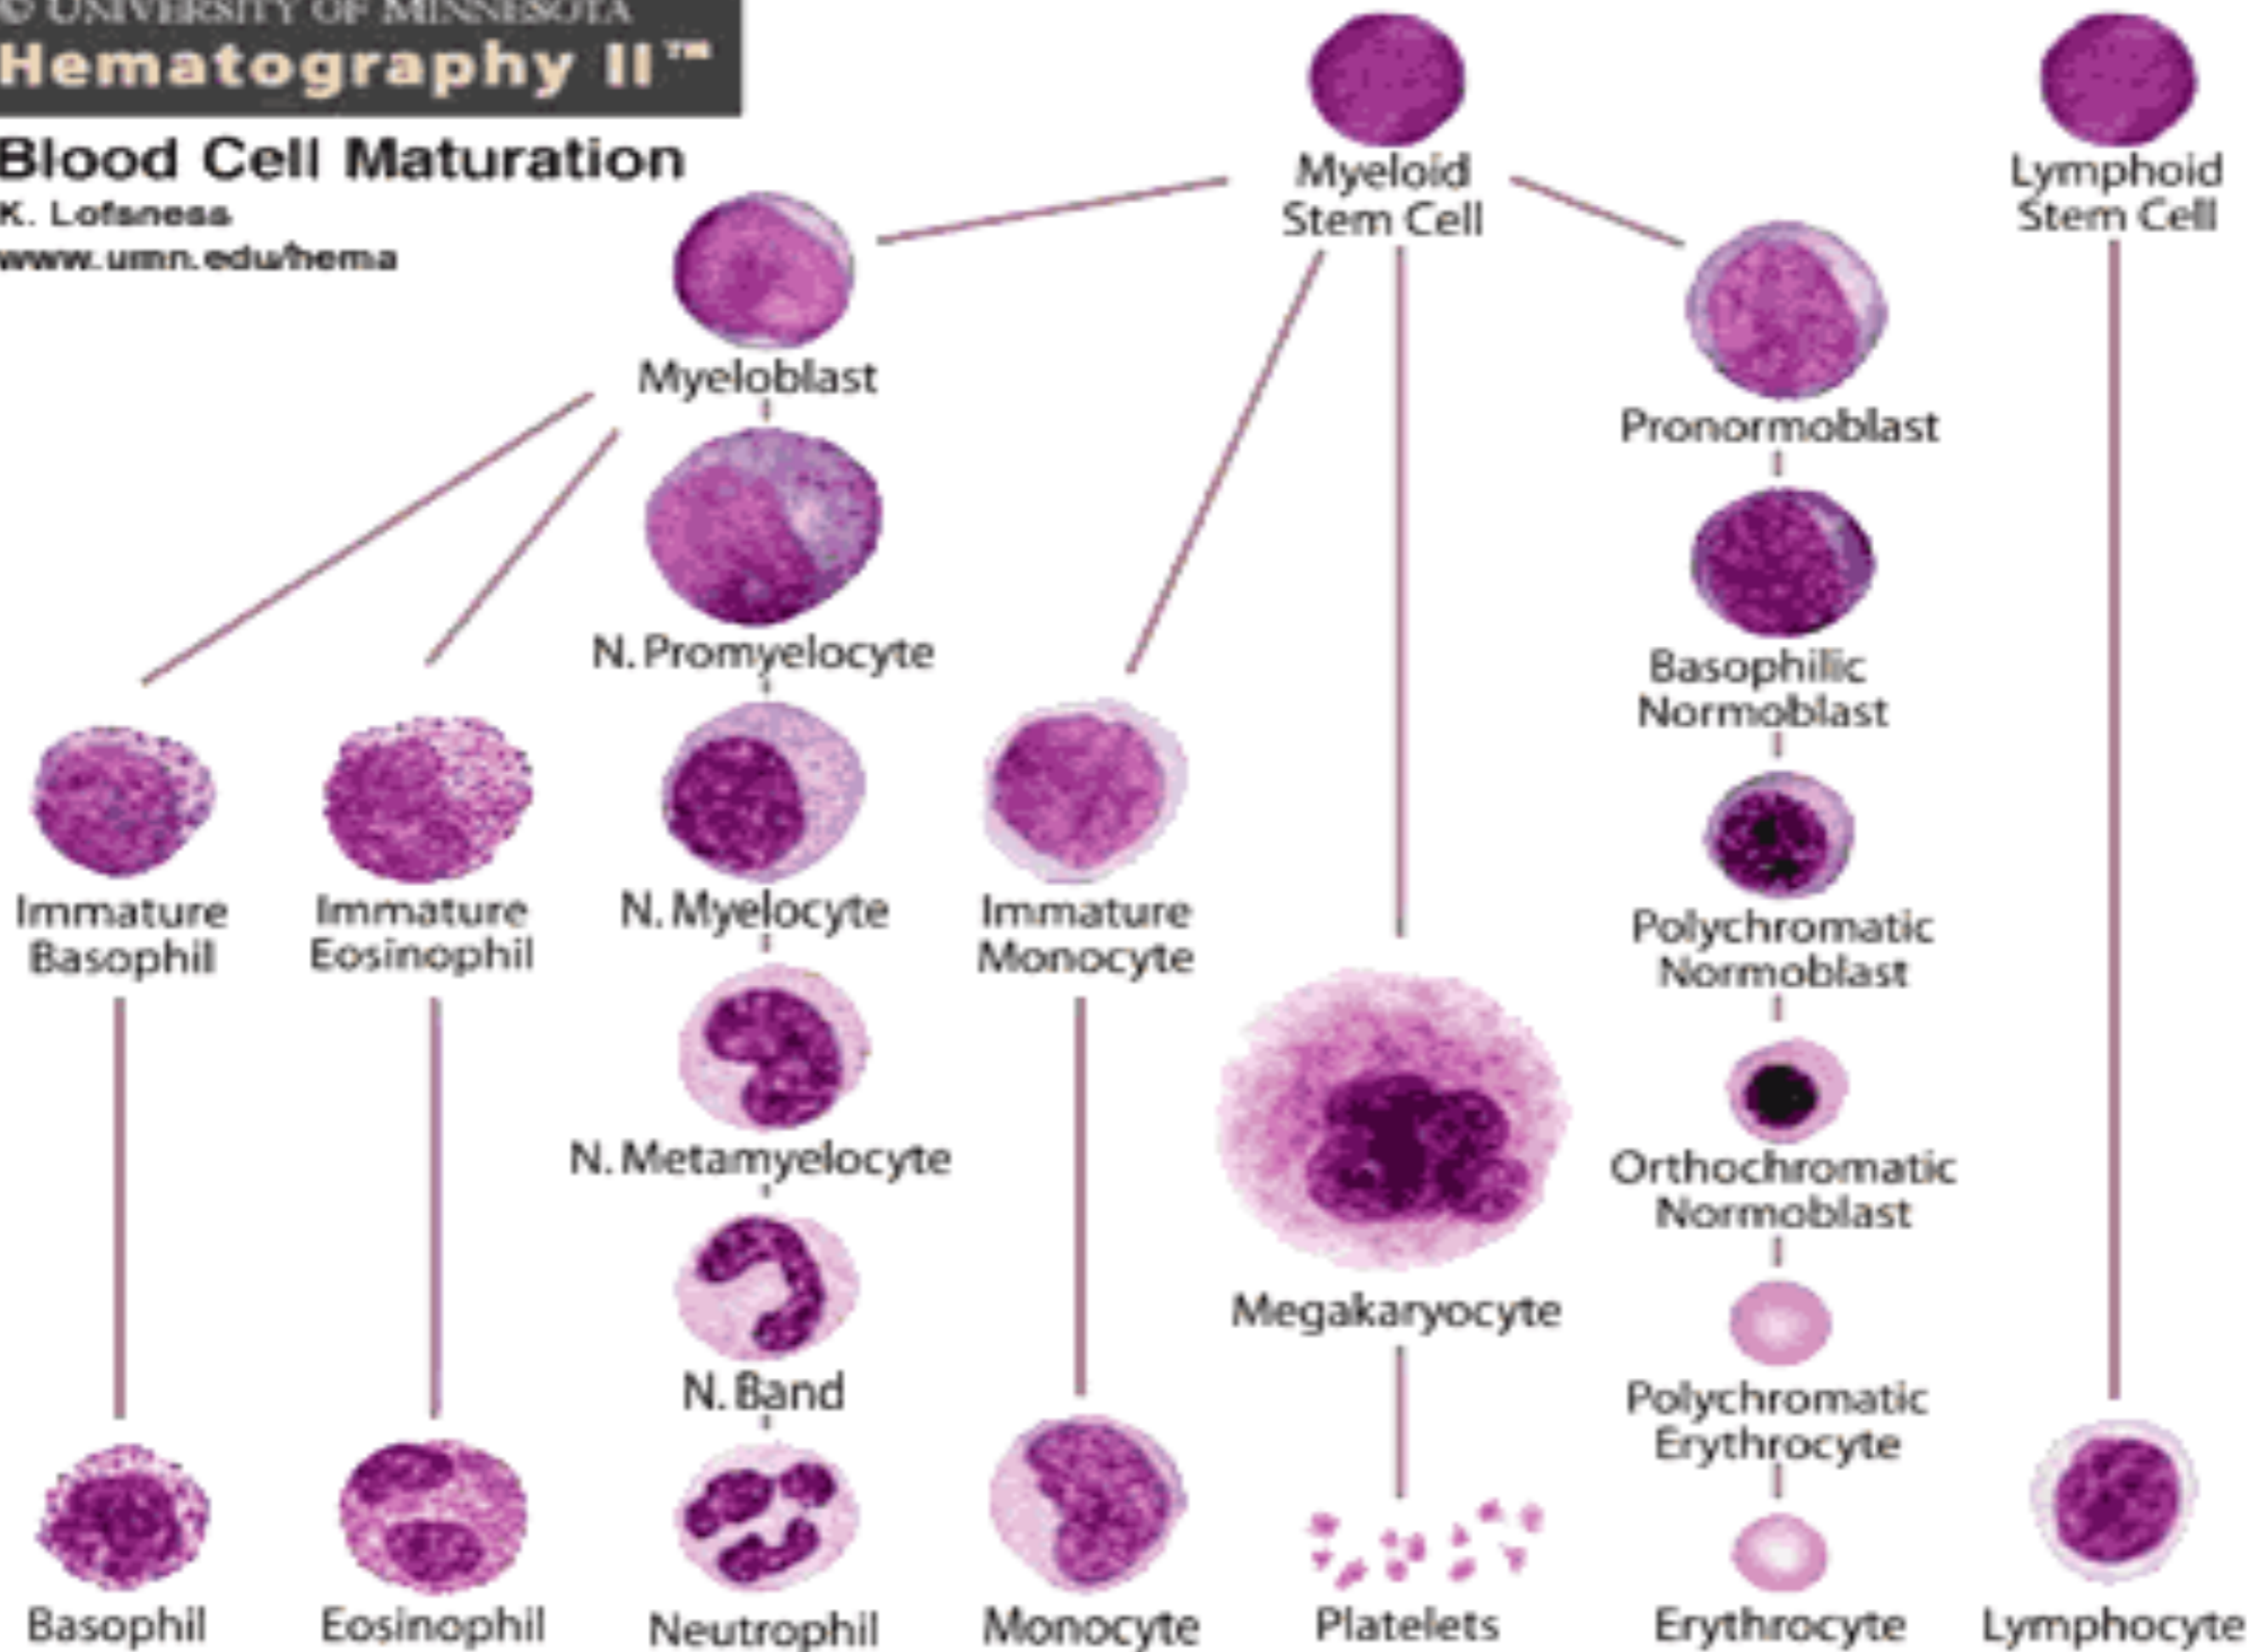 © UNIVERSITY OF MINNESOTA
Hematography II™
Blood Cell Maturation
K. Lofsness
www.umn.edu/hema
Myeloid
Stem Cell
Lymphoid
Stem Cell
Myeloblast
Pronormoblast
N. Promyelocyte
Basophilic
Normoblast
Immature
Basophil
Immature
Eosinophil
N. Myelocyte
Immature
Monocyte
Polychromatic
Normoblast
N. Metamyelocyte
Orthochromatic
Normoblast
Megakaryocyte
N. Band
Polychromatic
Erythrocyte
Basophil
Eosinophil
Neutrophil
Monocyte
Platelets
Erythrocyte
Lymphocyte